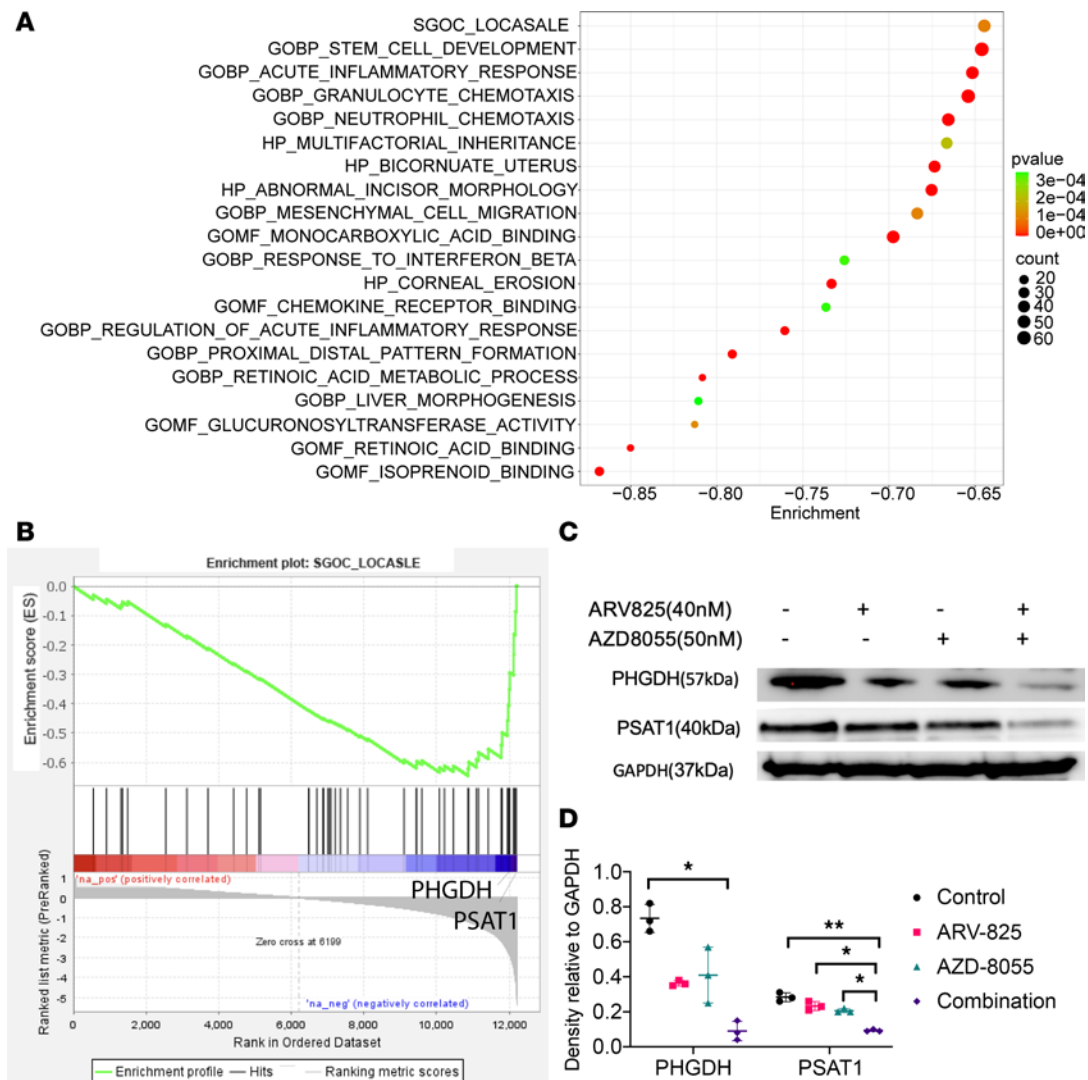 A
SGOC_LOCASALE
GOBP_STEM_CELL_DEVELOPMENT
GOBP_ACUTE_INFLAMMATORY_RESPONSE
GOBP_GRANULOCYTE_CHEMOTAXIS
GOBP_NEUTROPHIL_CHEMOTAXIS
HP_MULTIFACTORIAL_INHERITANCE
HP_BICORNUATE_UTERUS
HP_ABNORMAL_INCISOR_MORPHOLOGY
GOBP_MESENCHYMAL_CELL_MIGRATION
GOMF_MONOCARBOXYLIC_ACID_BINDING
GOBP_RESPONSE_TO_INTERFERON_BETA
HP_CORNEAL_EROSION
GOMF_CHEMOKINE_RECEPTOR_BINDING
GOBP_REGULATION_OF_ACUTE_INFLAMMATORY_RESPONSE
GOBP_PROXIMAL_DISTAL_PATTERN_FORMATION
GOBP_RETINOIC_ACID_METABOLIC_PROCESS
GOBP_LIVER_MORPHOGENESIS
GOMF_GLUCURONOSYLTRANSFERASE_ACTIVITY
GOMF_RETINOIC_ACID_BINDING
GOMF_ISOPRENOID_BINDING
−0.85 −0.80 −0.75 −0.70 −0.65
Enrichment
pvalue
3e−04
2e−04
1e−04
0e+00
count
20
30
40
50
60
B
Enrichment plot: SGOC_LOCASLE
Enrichment score (ES)
0.0
-0.1
-0.2
-0.3
-0.4
-0.5
-0.6
Ranked list metric (PreRanked)
1
0
-1
-2
-3
-4
-5
'na_pos' (positively correlated)
PHGDH
PSAT1
Zero cross at 6199
'na_neg' (negatively correlated)
0 2,000 4,000 6,000 8,000 10,000 12,000
Rank in Ordered Dataset
Enrichment profile Hits Ranking metric scores
C
ARV825(40nM) - + - +
AZD8055(50nM) - - + +
PHGDH(57kDa)
PSAT1(40kDa)
GAPDH(37kDa)
D
Density relative to GAPDH
1.0
0.8
0.6
0.4
0.2
0.0
*
**
*
*
PHGDH PSAT1
Control
ARV-825
AZD-8055
Combination